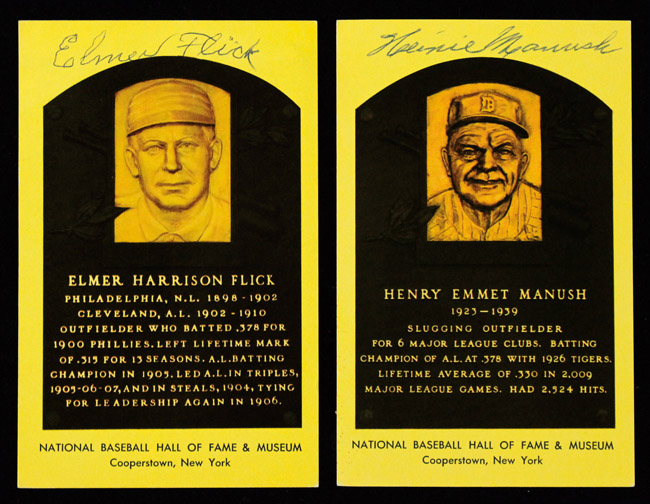 Elmer Flick
ELMER HARRISON FLICK
PHILADELPHIA, N.L. 1898-1902
CLEVELAND, A.L. 1902-1910
OUTFIELDER WHO BATTED .378 FOR
1900 PHILLIES. LEFT LIFETIME MARK
OF .315 FOR 13 SEASONS. A.L. BATTING
CHAMPION IN 1905. LED A.L. IN TRIPLES,
1905-06-07, AND IN STEALS, 1904, TYING
FOR LEADERSHIP AGAIN IN 1906.
NATIONAL BASEBALL HALL OF FAME & MUSEUM
Cooperstown, New York
Heinie Manush
B
HENRY EMMET MANUSH
1923-1939
SLUGGING OUTFIELDER
FOR 6 MAJOR LEAGUE CLUBS. BATTING
CHAMPION OF A.L. AT .378 WITH 1926 TIGERS.
LIFETIME AVERAGE OF .330 IN 2,009
MAJOR LEAGUE GAMES. HAD 2,524 HITS.
NATIONAL BASEBALL HALL OF FAME & MUSEUM
Cooperstown, New York